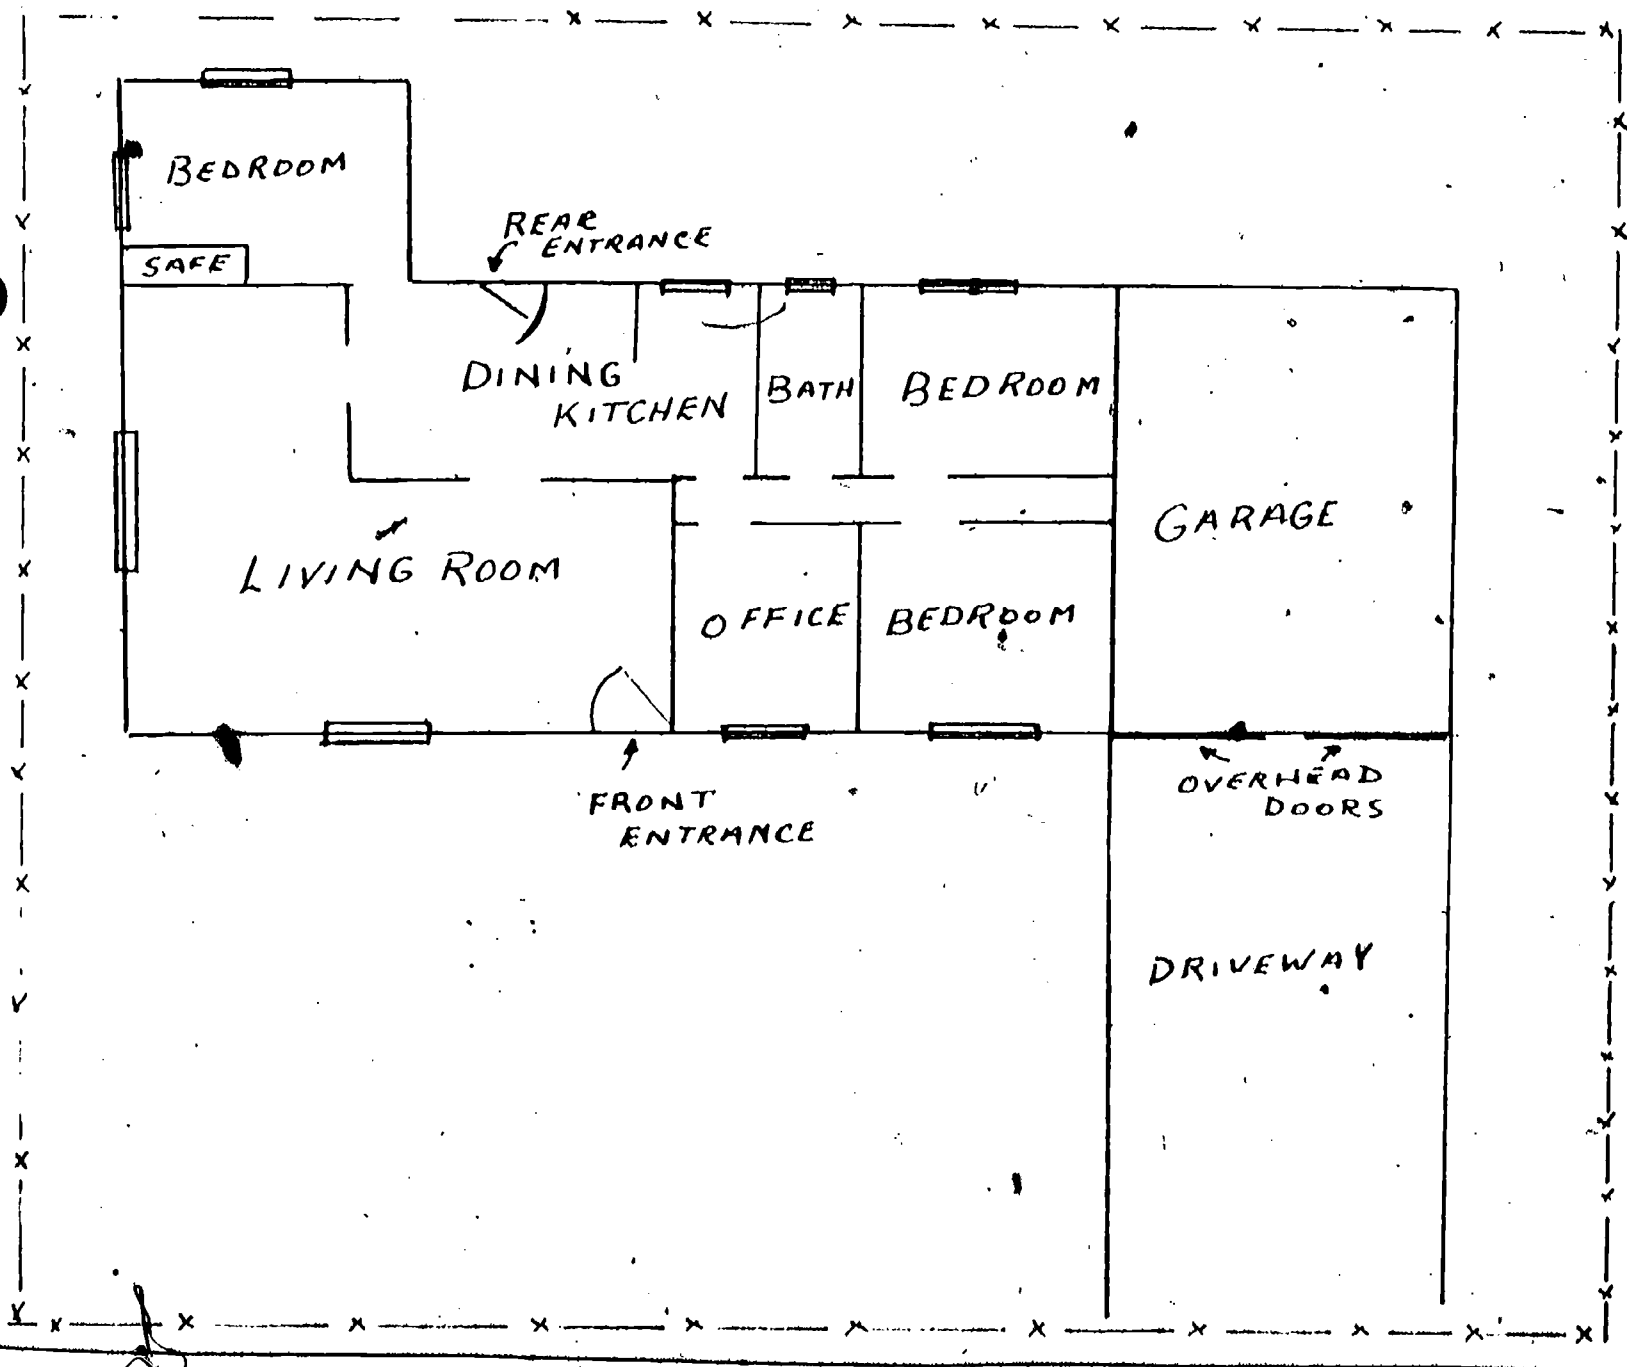 BEDROOM
SAFE
REAR
ENTRANCE
DINING
KITCHEN
BATH
BEDROOM
GARAGE
LIVING ROOM
OFFICE
BEDROOM
FRONT
ENTRANCE
OVERHEAD
DOORS
DRIVEWAY